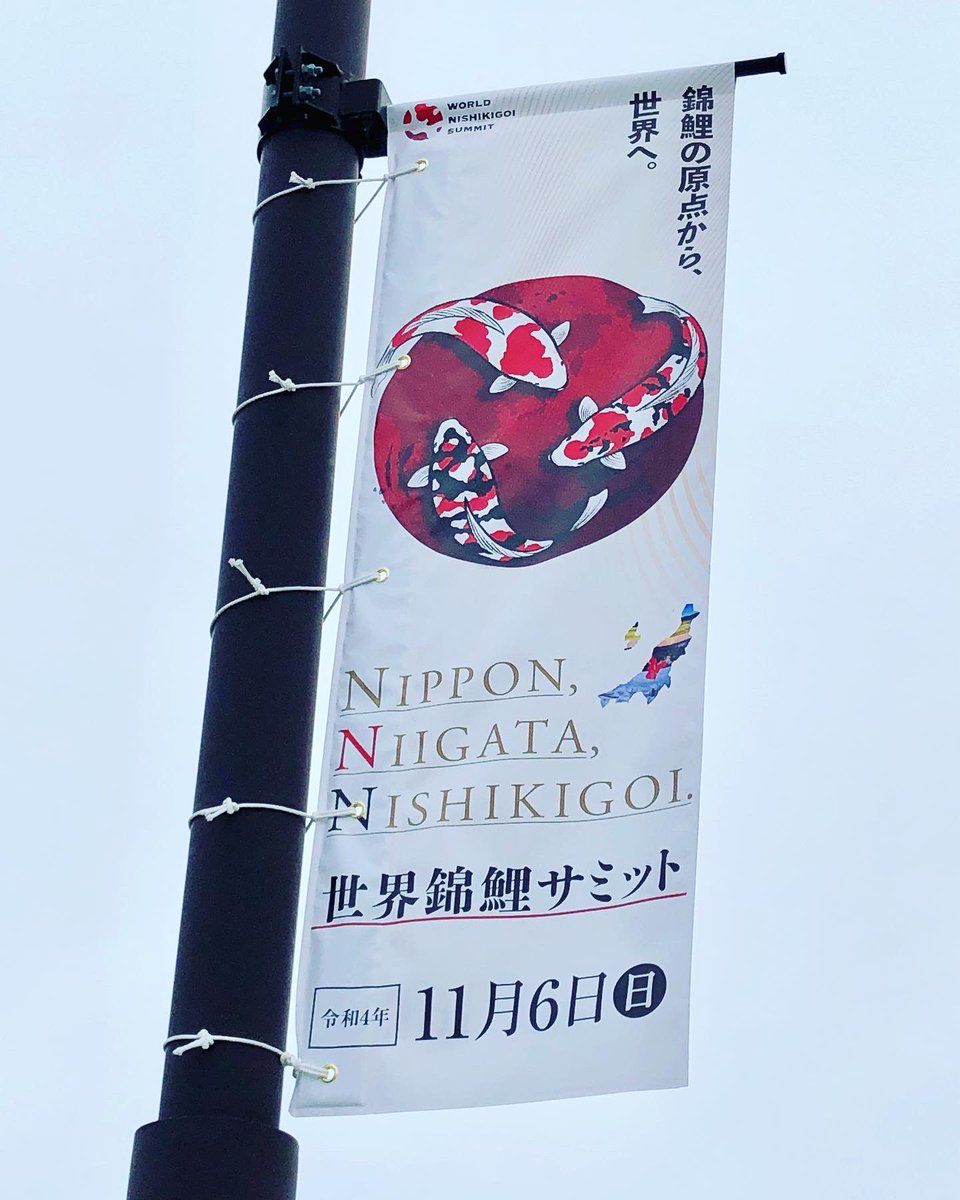 WORLD
NISHIKIGOI
SUMMIT
錦鯉の原点から、
世界へ。
NIPPON,
NIIGATA,
NISHIKIGOI.
世界錦鯉サミット
令和4年
11月6日日